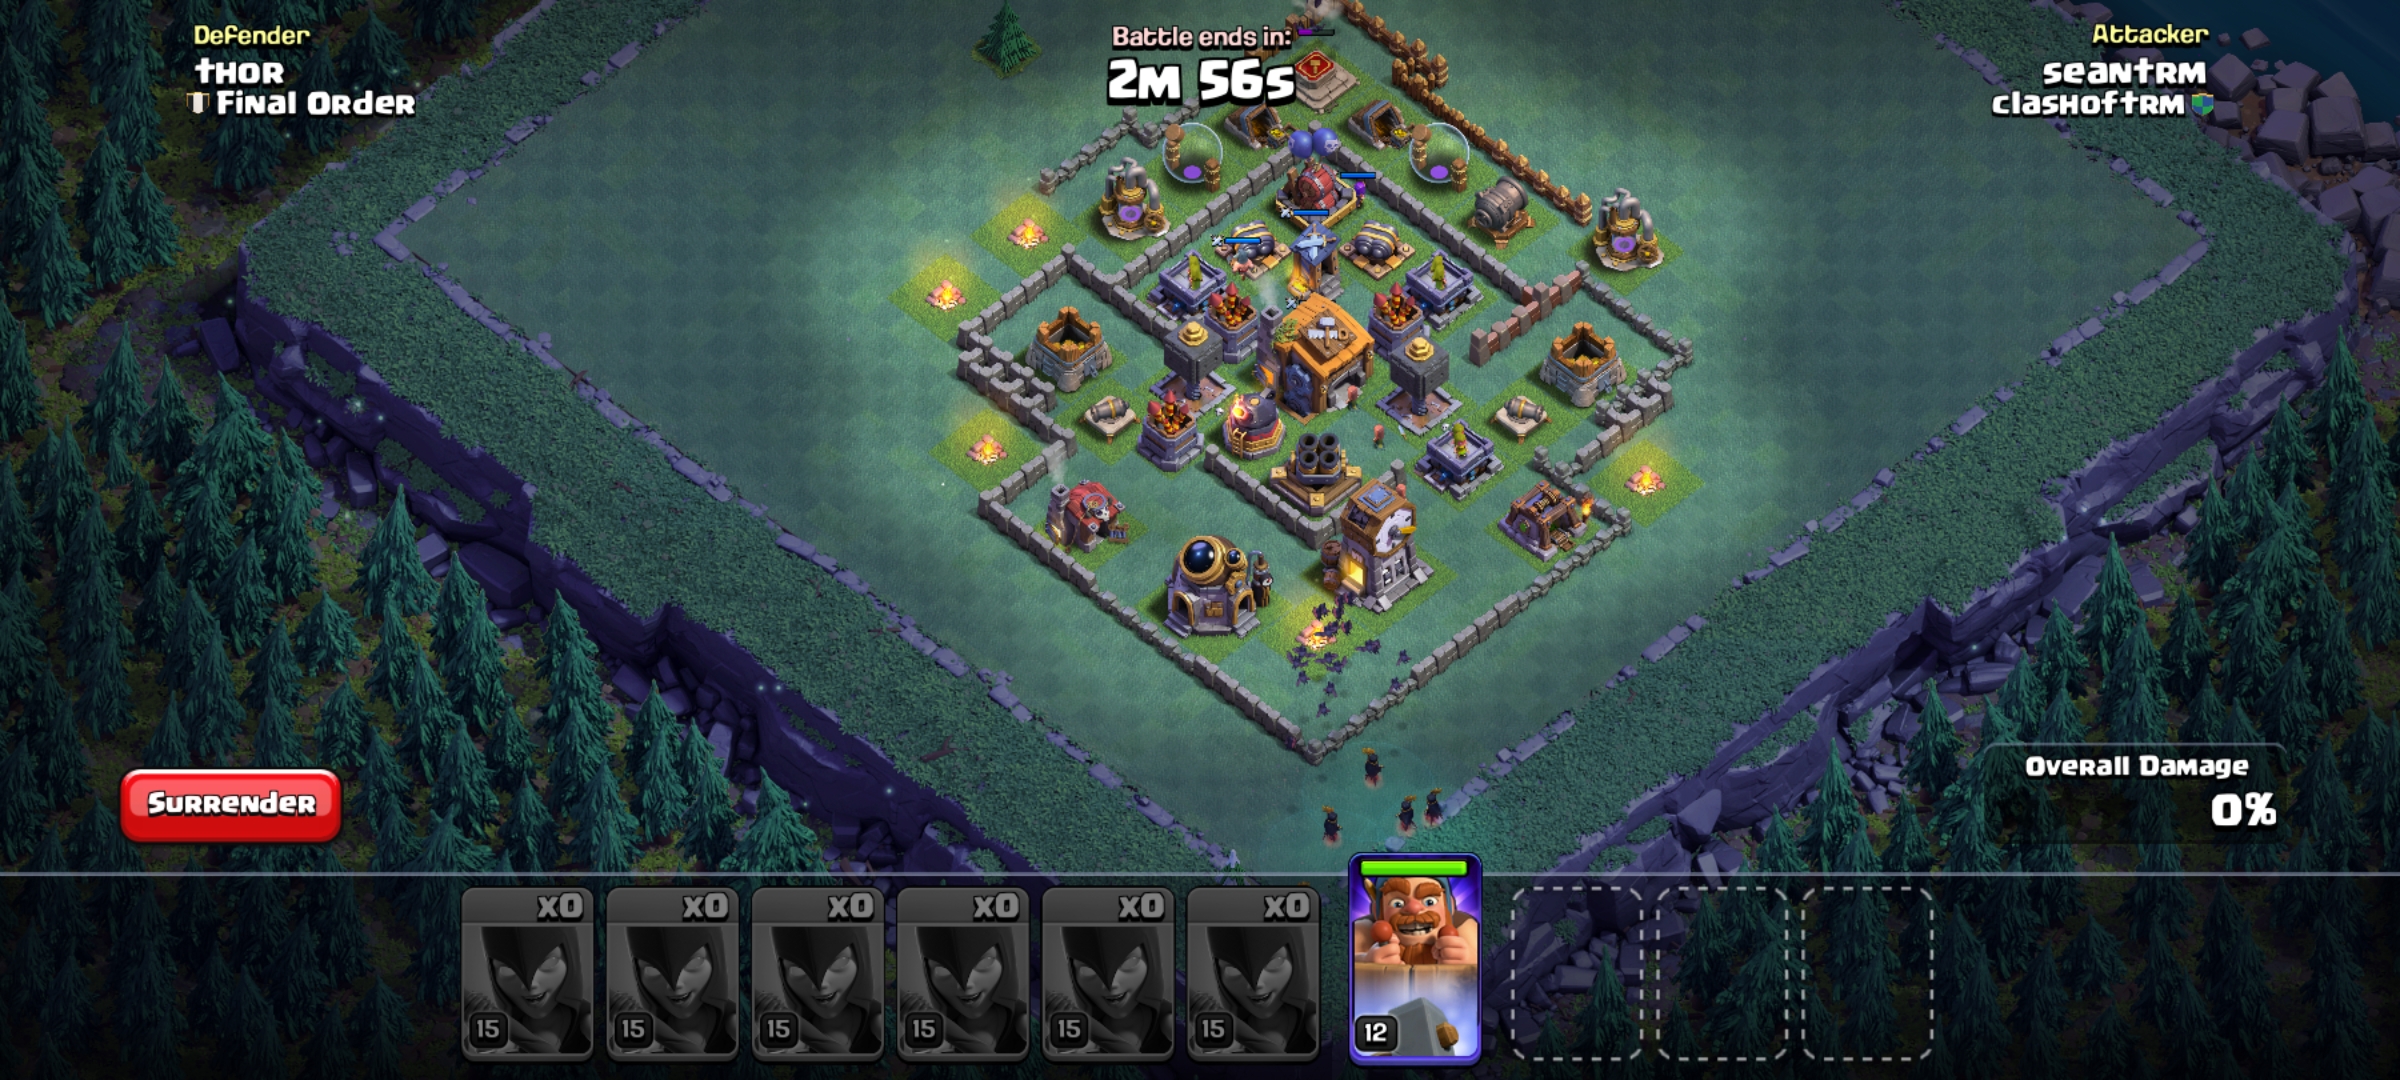 Defender
tHOR
Final Order
Battle ends in:
2M 56s
Attacker
seantrm
clashoftrm
Surrender
Overall Damage
0%
x0
x0
x0
x0
x0
x0
15
15
15
15
15
15
12